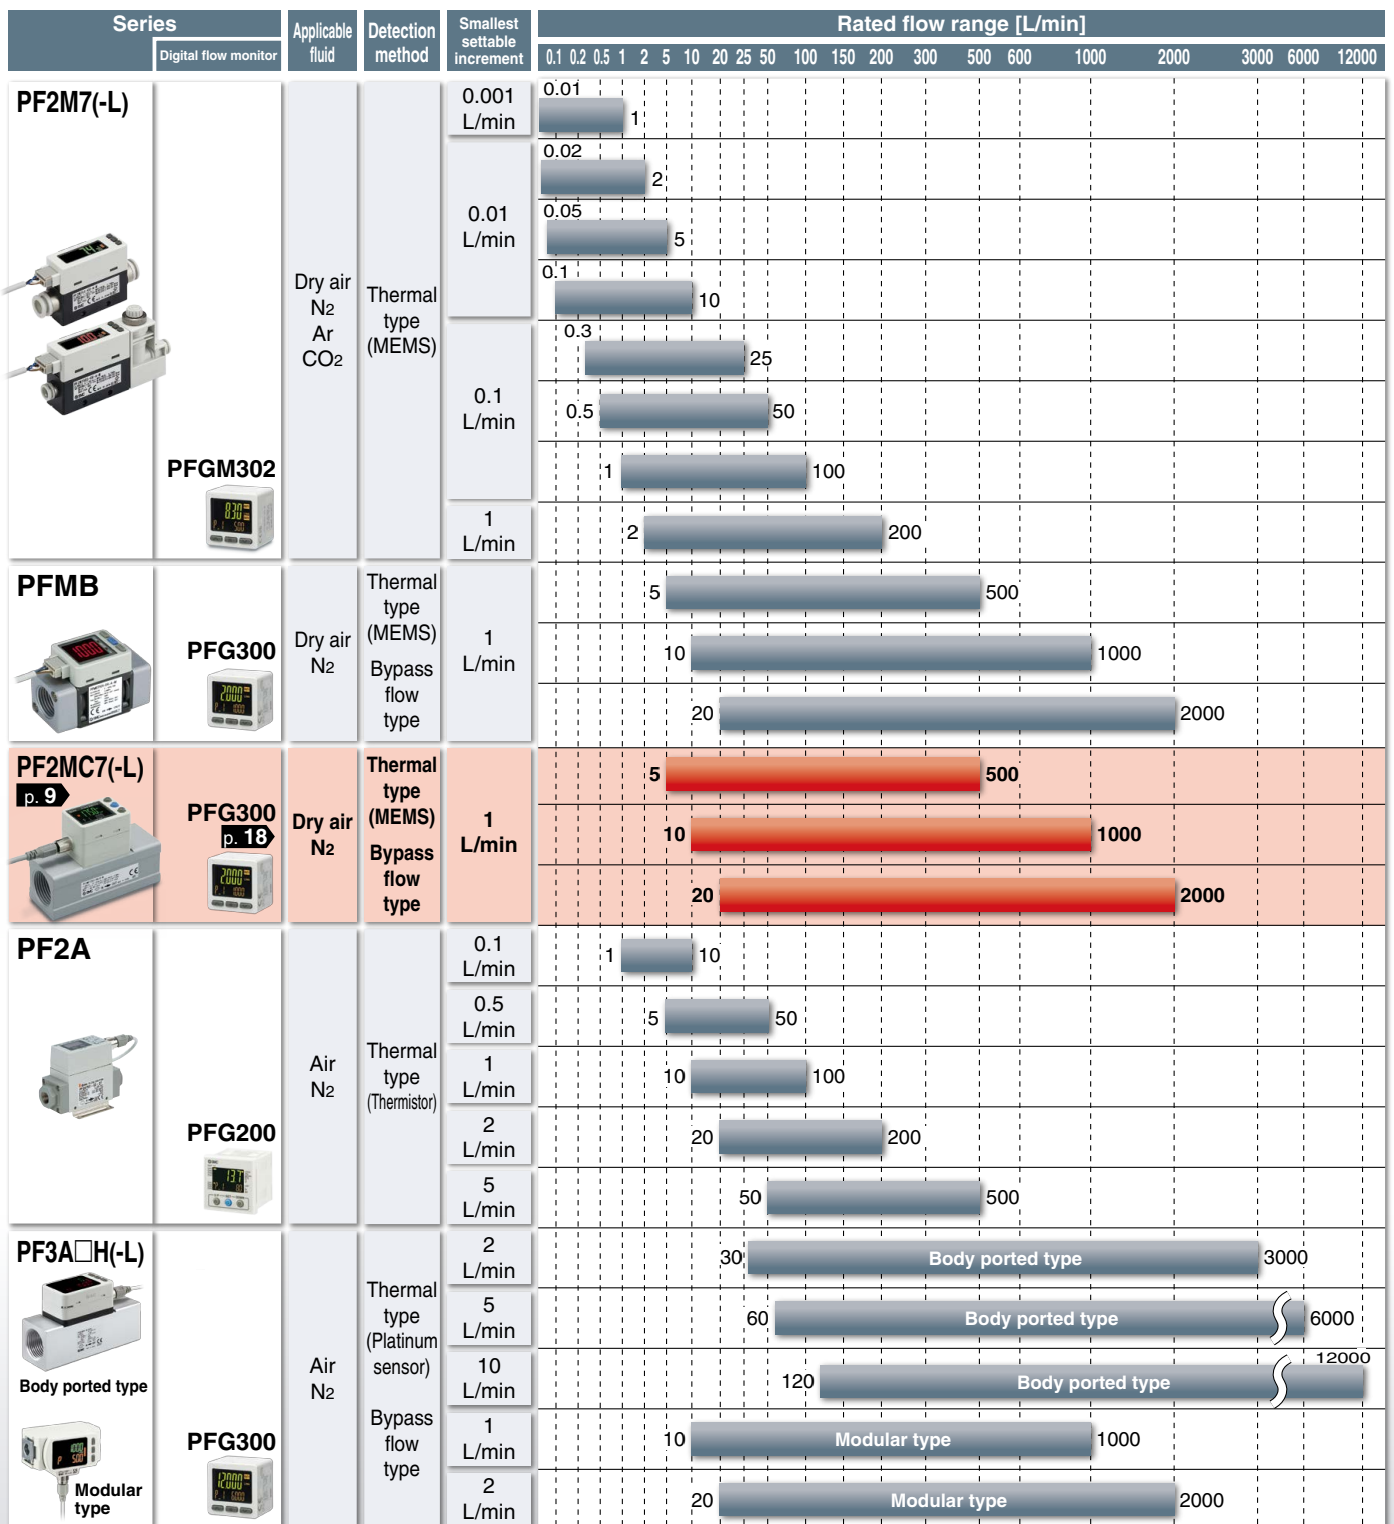 Series
Digital flow monitor
Applicable
fluid
Detection
method
Smallest
settable
increment
Rated flow range [L/min]
0.1 0.2 0.5 1 2 5 10 20 25 50 100 150 200 300 500 600 1000 2000 3000 6000 12000
PF2M7(-L)
PFGM302
Dry air
N2
Ar
CO2
Thermal
type
(MEMS)
0.001
L/min
0.01
1
0.01
L/min
0.02
2
0.05
5
0.1
10
0.1
L/min
0.3
25
0.5
50
1
100
1
L/min
2
200
PFMB
PFG300
Dry air
N2
Thermal
type
(MEMS)
Bypass
flow
type
1
L/min
5
500
10
1000
20
2000
PF2MC7(-L)
p. 9
PFG300
p. 18
Dry air
N2
Thermal
type
(MEMS)
Bypass
flow
type
1
L/min
5
500
10
1000
20
2000
PF2A
PFG200
Air
N2
Thermal
type
(Thermistor)
0.1
L/min
1
10
0.5
L/min
5
50
1
L/min
10
100
2
L/min
20
200
5
L/min
50
500
PF3A□H(-L)
Body ported type
Modular
type
PFG300
Air
N2
Thermal
type
(Platinum
sensor)
Bypass
flow
type
2
L/min
30
Body ported type
3000
5
L/min
60
Body ported type
6000
10
L/min
120
Body ported type
12000
1
L/min
10
Modular type
1000
2
L/min
20
Modular type
2000